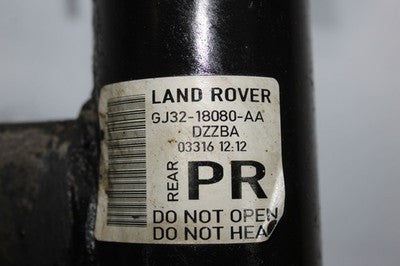 LAND ROVER
GJ32-18080-AA
DZZBA
03316 12:12
REAR
PR
DO NOT OPEN
DO NOT HEA